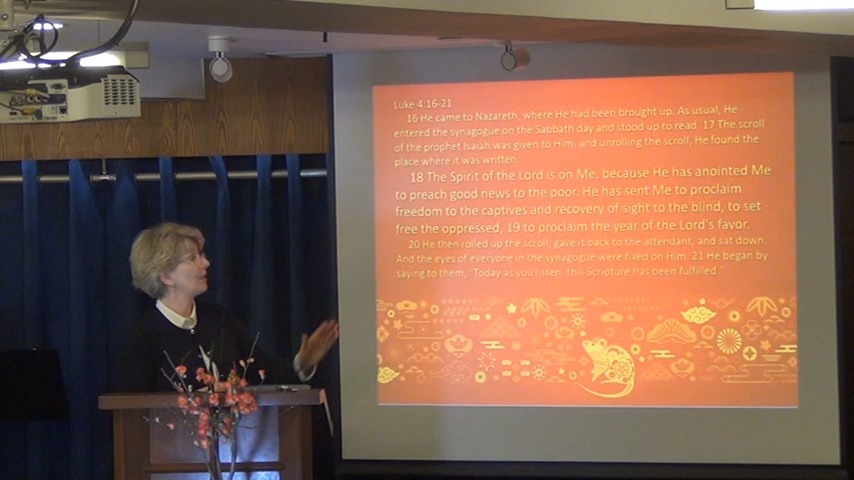 Luke 4:16-21
16 He came to Nazareth, where He had been brought up. As usual, He
entered the synagogue on the Sabbath day and stood up to read. 17 The scroll
of the prophet Isaiah was given to Him, and unrolling the scroll, He found the
place where it was written:
18 The Spirit of the Lord is on Me, because He has anointed Me
to preach good news to the poor. He has sent Me to proclaim
freedom to the captives and recovery of sight to the blind, to set
free the oppressed, 19 to proclaim the year of the Lord's favor.
20 He then rolled up the scroll, gave it back to the attendant, and sat down.
And the eyes of everyone in the synagogue were fixed on Him. 21 He began by
saying to them, "Today as you listen, this Scripture has been fulfilled."